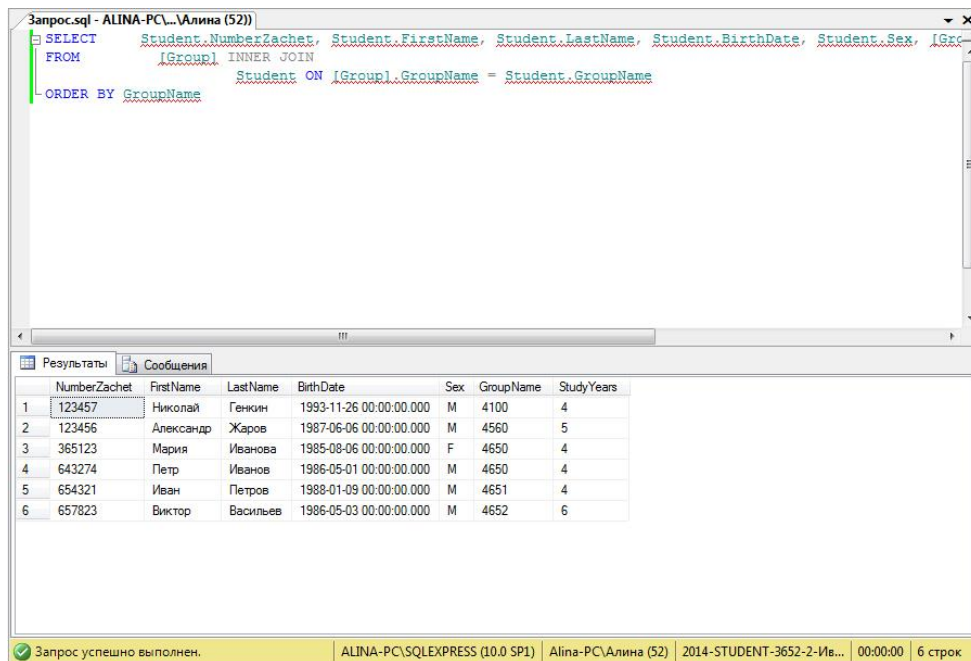 Запрос.sql - ALINA-PC\...\Алина (52))
SELECT Student.NumberZachet, Student.FirstName, Student.LastName, Student.BirthDate, Student.Sex, [Gro
FROM [Group] INNER JOIN
Student ON [Group].GroupName = Student.GroupName
ORDER BY GroupName
Результаты Сообщения
NumberZachet FirstName LastName BirthDate Sex GroupName StudyYears
1 123457 Николай Генкин 1993-11-26 00:00:00.000 M 4100 4
2 123456 Александр Жаров 1987-06-06 00:00:00.000 M 4560 5
3 365123 Мария Иванова 1985-08-06 00:00:00.000 F 4650 4
4 643274 Петр Иванов 1986-05-01 00:00:00.000 M 4650 4
5 654321 Иван Петров 1988-01-09 00:00:00.000 M 4651 4
6 657823 Виктор Васильев 1986-05-03 00:00:00.000 M 4652 6
Запрос успешно выполнен. ALINA-PC\SQLEXPRESS (10.0 SP1) Alina-PC\Алина (52) 2014-STUDENT-3652-2-Ив... 00:00:00 6 строк